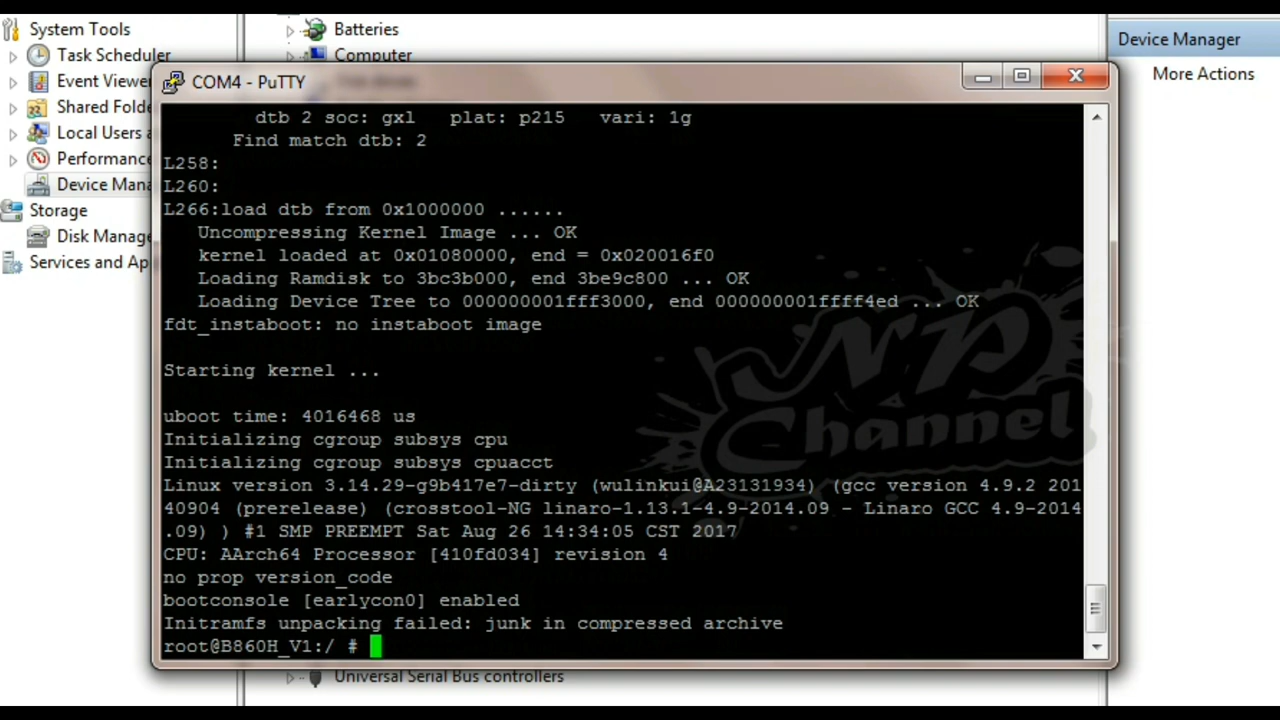 System Tools
Task Scheduler
Event Viewe
Shared Folde
Local Users a
Performance
Device Mana
Storage
Disk Manage
Services and Ap
Batteries
Computer
Device Manager
More Actions
COM4 - PuTTY
dtb 2 soc: gxl plat: p215 vari: 1g
Find match dtb: 2
L258:
L260:
L266:load dtb from 0x1000000 ......
Uncompressing Kernel Image ... OK
kernel loaded at 0x01080000, end = 0x020016f0
Loading Ramdisk to 3bc3b000, end 3be9c800 ... OK
Loading Device Tree to 000000001fff3000, end 000000001ffff4ed ... OK
fdt_instaboot: no instaboot image
Starting kernel ...
uboot time: 4016468 us
Initializing cgroup subsys cpu
Initializing cgroup subsys cpuacct
Linux version 3.14.29-g9b417e7-dirty (wulinkui@A23131934) (gcc version 4.9.2 201
40904 (prerelease) (crosstool-NG linaro-1.13.1-4.9-2014.09 - Linaro GCC 4.9-2014
.09) ) #1 SMP PREEMPT Sat Aug 26 14:34:05 CST 2017
CPU: AArch64 Processor [410fd034] revision 4
no prop version_code
bootconsole [earlycon0] enabled
Initramfs unpacking failed: junk in compressed archive
root@B860H_V1:/ #
Universal Serial Bus controllers
NP
Channel